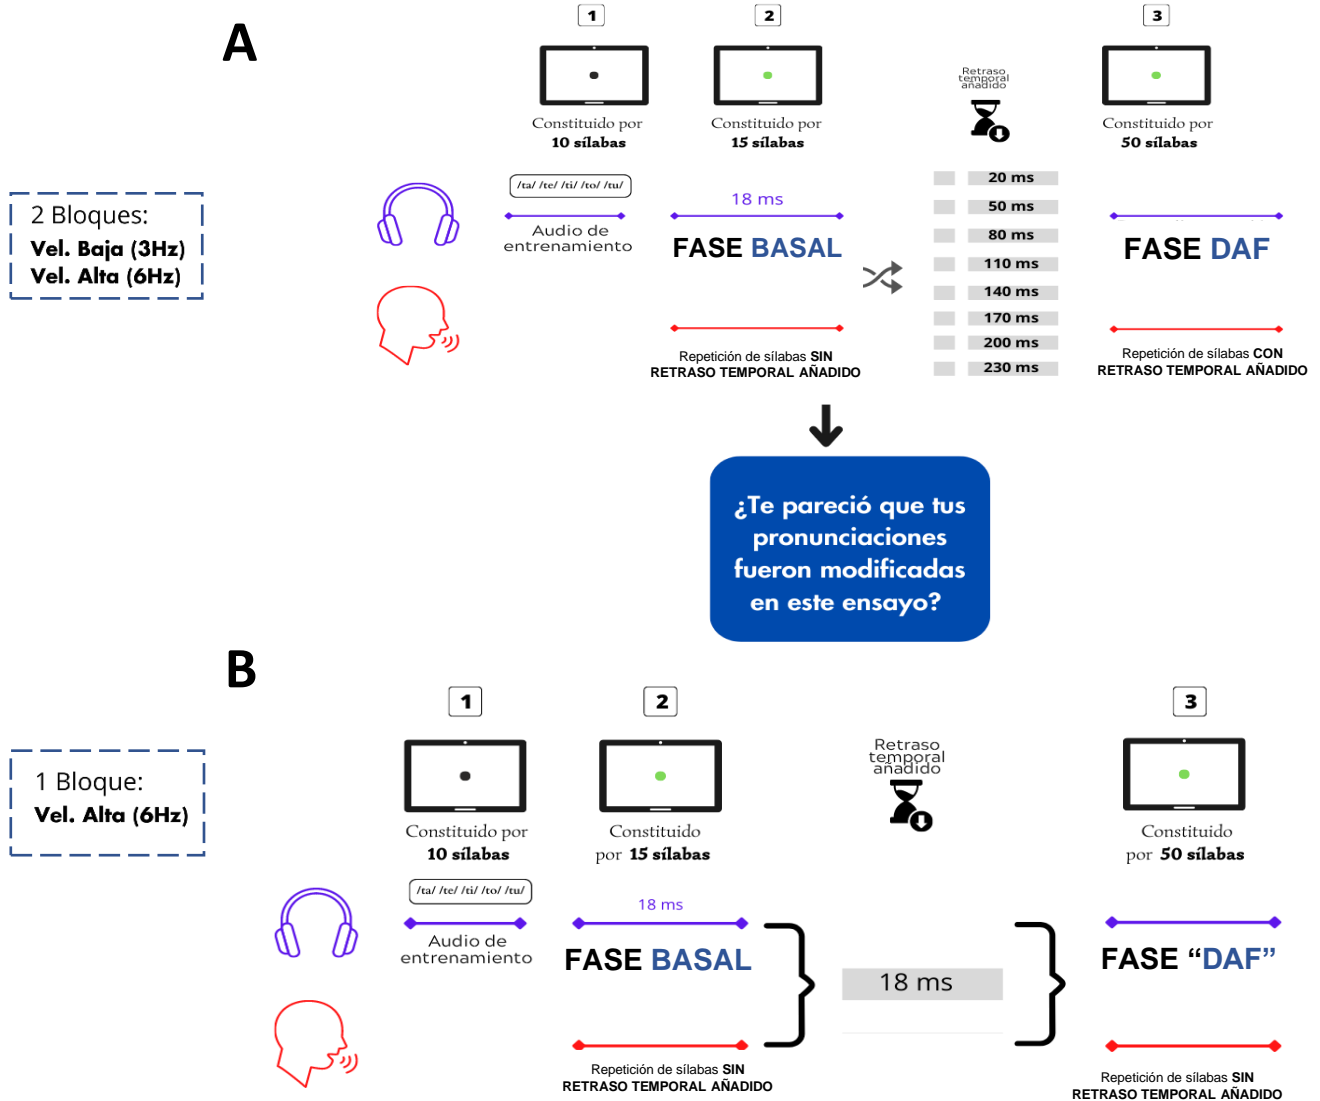 A
1
2
3
Constituido por
10 sílabas
Constituido por
15 sílabas
Retraso
temporal
añadido
Constituido por
50 sílabas
2 Bloques:
Vel. Baja (3Hz)
Vel. Alta (6Hz)
/ta/ /te/ /ti/ /to/ /tu/
Audio de
entrenamiento
18 ms
FASE BASAL
Repetición de sílabas SIN
RETRASO TEMPORAL AÑADIDO
20 ms
50 ms
80 ms
110 ms
140 ms
170 ms
200 ms
230 ms
FASE DAF
Repetición de sílabas CON
RETRASO TEMPORAL AÑADIDO
¿Te pareció que tus
pronunciaciones
fueron modificadas
en este ensayo?
B
1
2
3
1 Bloque:
Vel. Alta (6Hz)
Constituido por
10 sílabas
Constituido
por 15 sílabas
Retraso
temporal
añadido
Constituido
por 50 sílabas
/ta/ /te/ /ti/ /to/ /tu/
Audio de
entrenamiento
18 ms
FASE BASAL
Repetición de sílabas SIN
RETRASO TEMPORAL AÑADIDO
18 ms
FASE “DAF”
Repetición de sílabas SIN
RETRASO TEMPORAL AÑADIDO